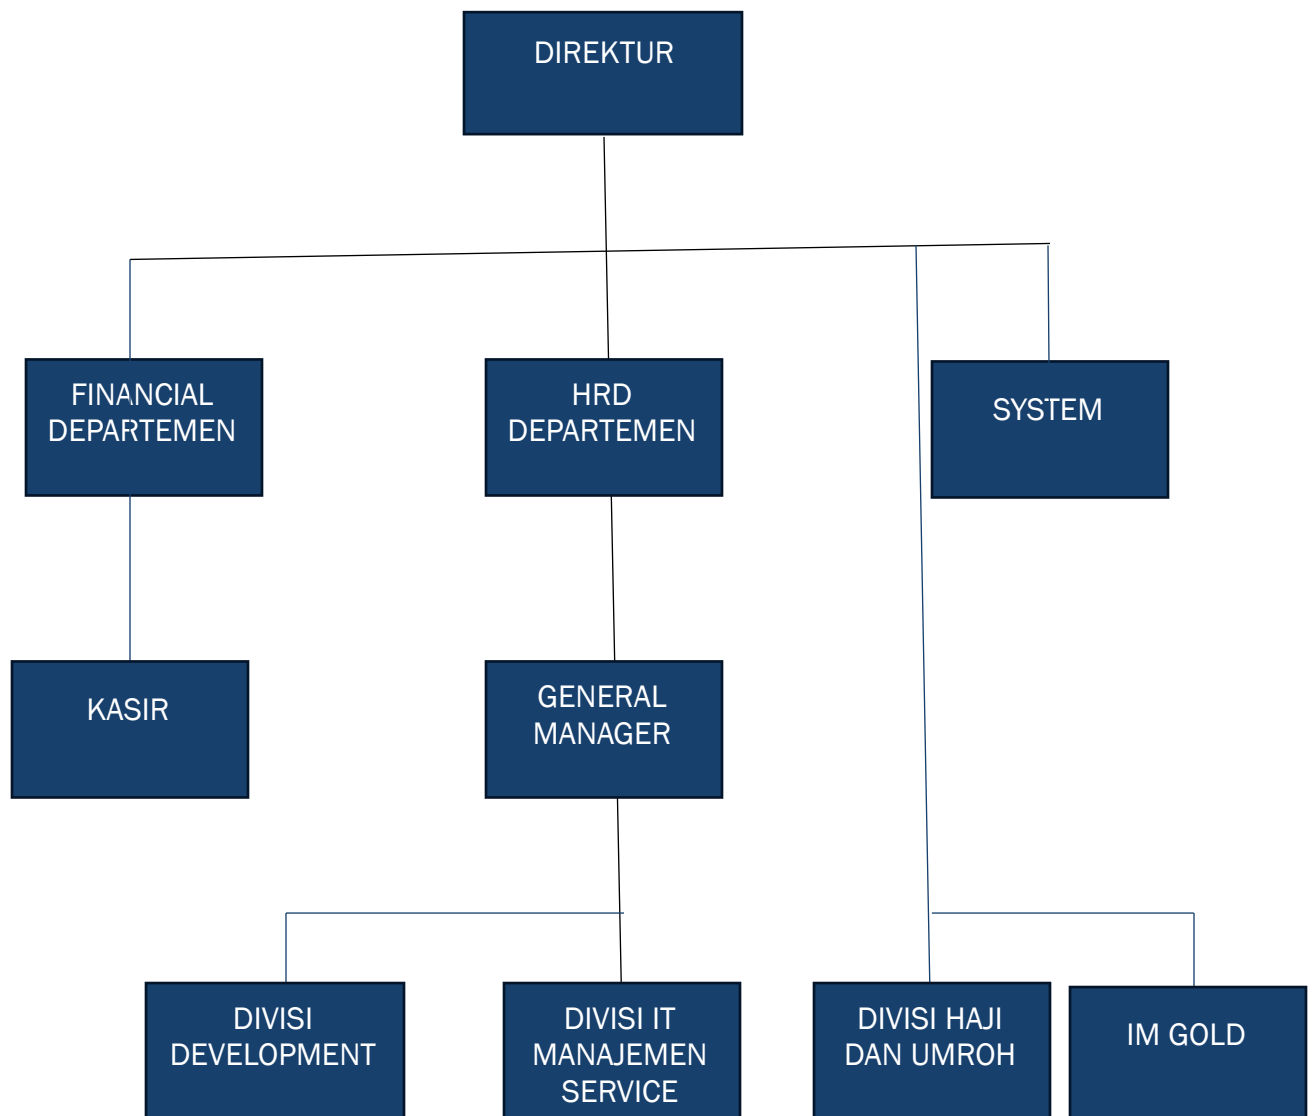 DIREKTUR
FINANCIAL
DEPARTEMEN
HRD
DEPARTEMEN
SYSTEM
KASIR
GENERAL
MANAGER
DIVISI
DEVELOPMENT
DIVISI IT
MANAJEMEN
SERVICE
DIVISI HAJI
DAN UMROH
IM GOLD